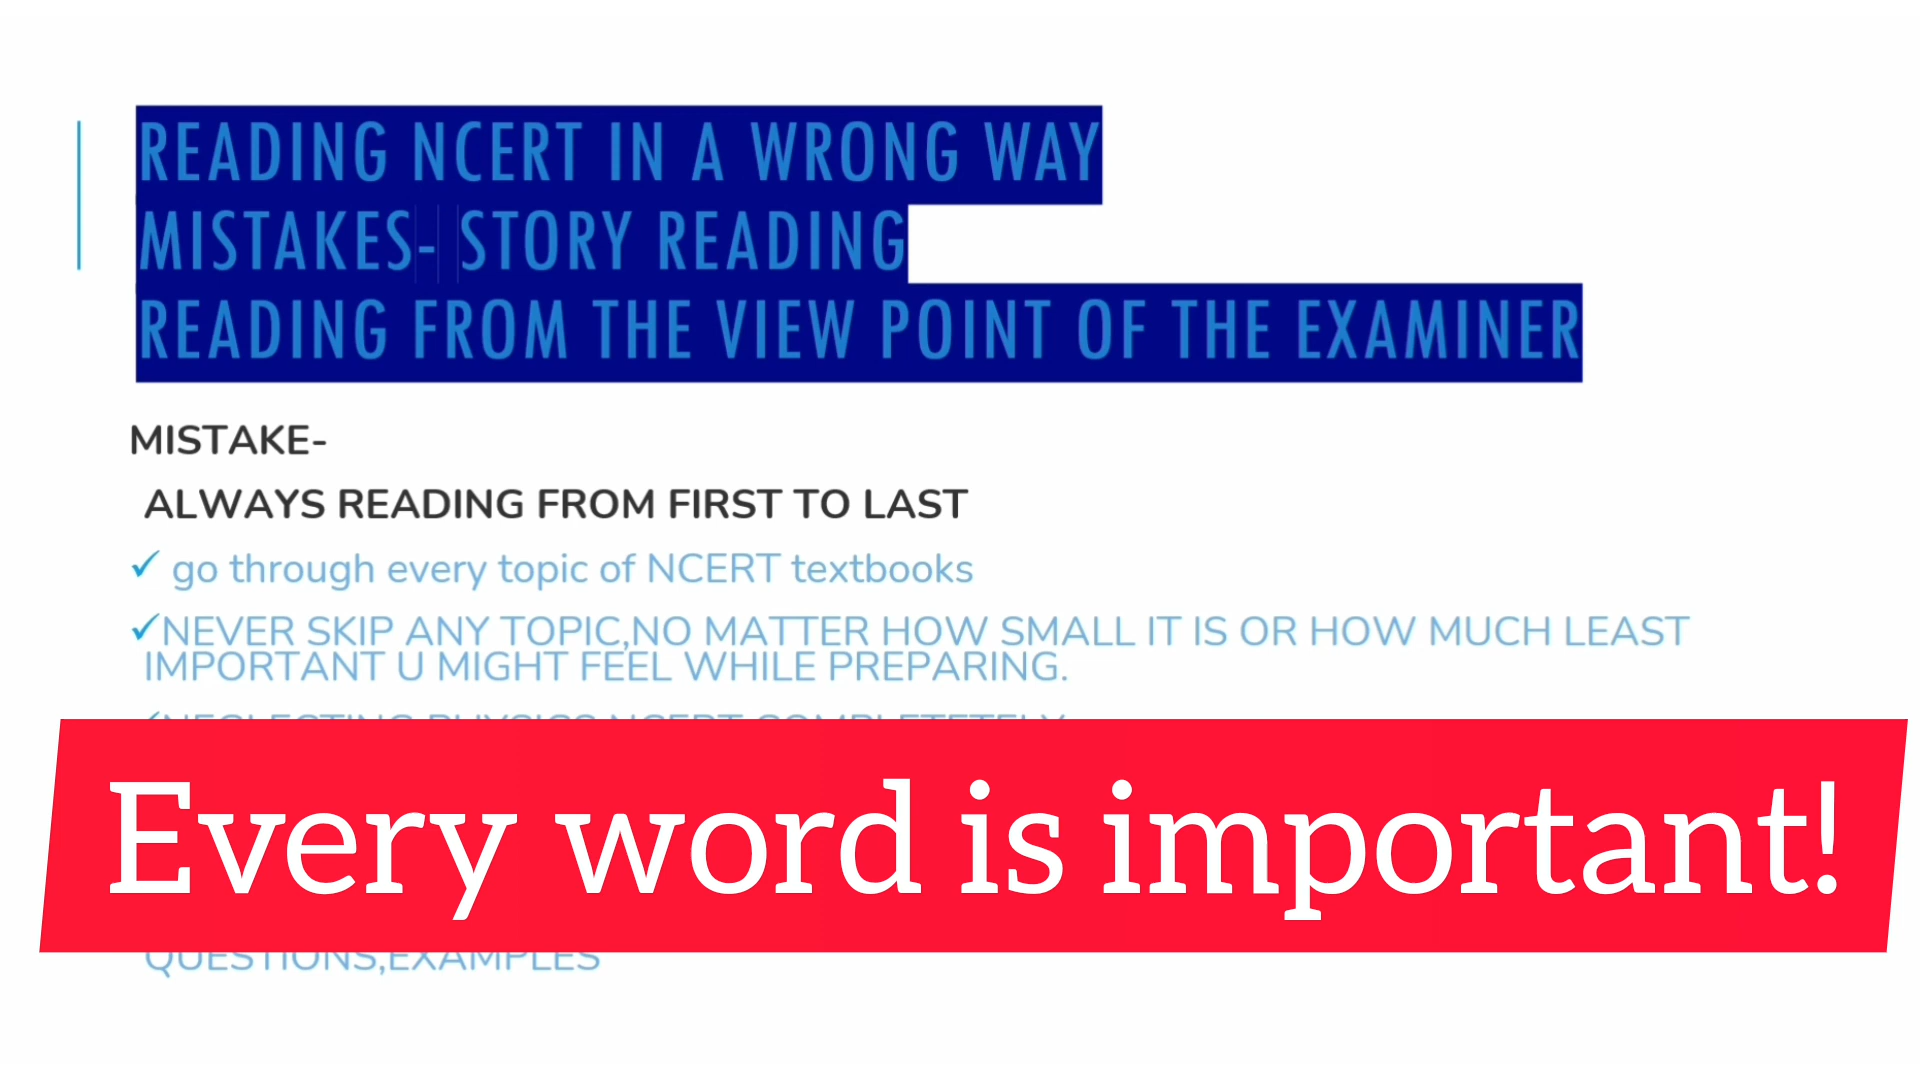 READING NCERT IN A WRONG WAY
MISTAKES- STORY READING
READING FROM THE VIEW POINT OF THE EXAMINER
MISTAKE-
ALWAYS READING FROM FIRST TO LAST
✓ go through every topic of NCERT textbooks
✓NEVER SKIP ANY TOPIC,NO MATTER HOW SMALL IT IS OR HOW MUCH LEAST
IMPORTANT U MIGHT FEEL WHILE PREPARING.
Every word is important!
QUESTIONS,EXAMPLES